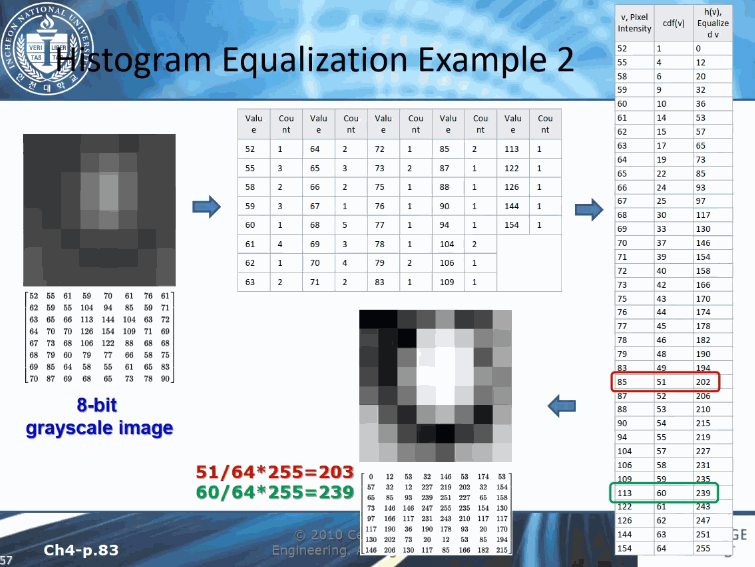 INCHEON NATIONAL UNIVERSITY
VERI TAS
LIBER TAS
Histogram Equalization Example 2
Value Count Value Count Value Count Value Count Value Count
52 1 64 2 72 1 85 2 113 1
55 3 65 3 73 2 87 1 122 1
58 2 66 2 75 1 88 1 126 1
59 3 67 1 76 1 90 1 144 1
60 1 68 5 77 1 94 1 154 1
61 4 69 3 78 1 104 2
62 1 70 4 79 2 106 1
63 2 71 2 83 1 109 1
v, Pixel Intensity cdf(v) h(v), Equalized v
52 1 0
55 4 12
58 6 20
59 9 32
60 10 36
61 14 53
62 15 57
63 17 65
64 19 73
65 22 85
66 24 93
67 25 97
68 30 117
69 33 130
70 37 146
71 39 154
72 40 158
73 42 166
75 43 170
76 44 174
77 45 178
78 46 182
79 48 190
83 49 194
85 51 202
87 52 206
88 53 210
90 54 215
94 55 219
104 57 227
106 58 231
109 59 235
113 60 239
122 61 243
126 62 247
144 63 251
154 64 255
52 55 61 59 70 61 76 61
62 59 55 104 94 85 59 71
63 65 66 113 144 104 63 72
64 70 70 126 154 109 71 69
67 73 68 106 122 88 68 68
68 79 60 79 77 66 58 75
69 85 64 58 55 61 65 83
70 87 69 68 65 73 78 90
8-bit
grayscale image
51/64*255=203
60/64*255=239
0 12 53 32 146 53 174 53
57 32 12 227 219 202 32 154
65 85 93 239 251 227 65 158
73 146 146 247 255 235 154 130
97 166 117 231 243 210 117 117
117 190 36 190 178 93 20 170
130 202 73 20 12 53 85 194
146 206 130 117 85 166 182 215
© 2010 Ce
Engineering.
GE
57
Ch4-p.83